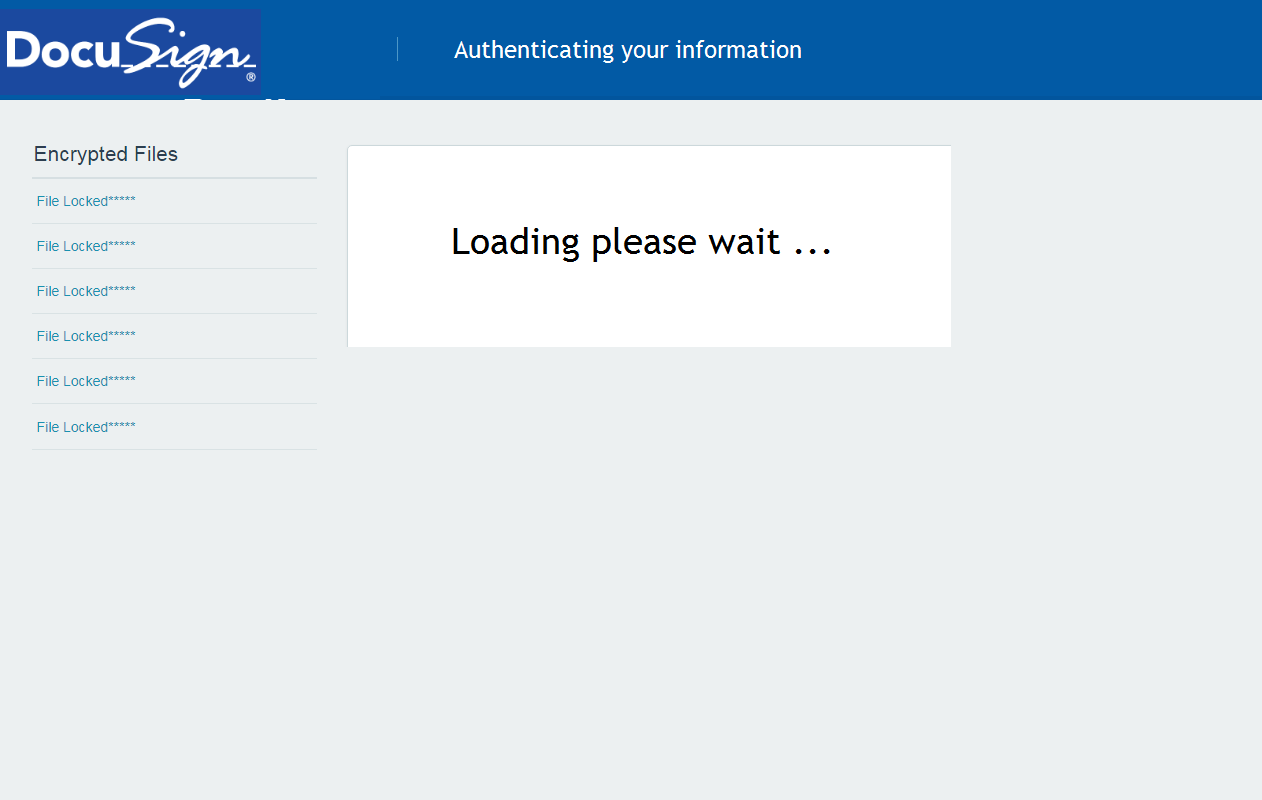 DocuSign®
Authenticating your information
Encrypted Files
File Locked*****
File Locked*****
File Locked*****
File Locked*****
File Locked*****
File Locked*****
Loading please wait ...